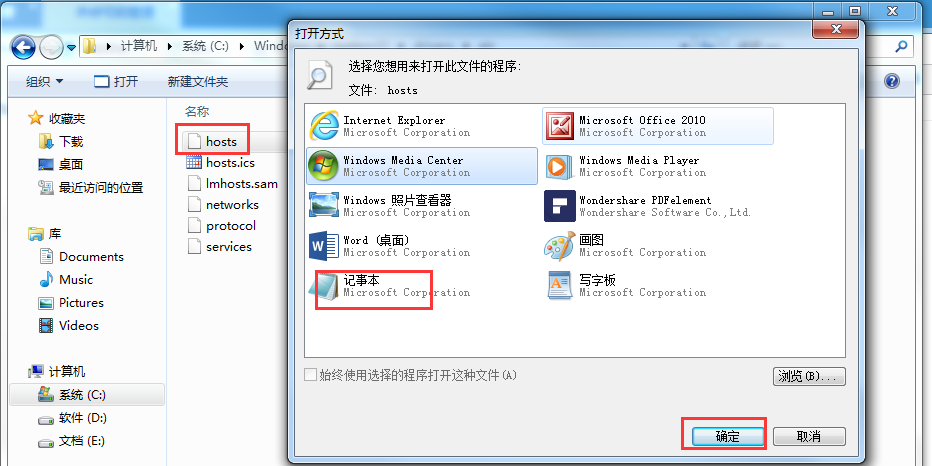 打开方式
计算机 系统 (C:) Windo
组织 打开 新建文件夹
收藏夹
下载
桌面
最近访问的位置
库
Documents
Music
Pictures
Videos
计算机
系统 (C:)
软件 (D:)
文档 (E:)
名称
hosts
hosts.ics
lmhosts.sam
networks
protocol
services
选择您想用来打开此文件的程序:
文件: hosts
Internet Explorer
Microsoft Corporation
Microsoft Office 2010
Microsoft Corporation
Windows Media Center
Microsoft Corporation
Windows Media Player
Microsoft Corporation
Windows 照片查看器
Microsoft Corporation
Wondershare PDFelement
Wondershare Software Co.,Ltd.
Word (桌面)
Microsoft Corporation
画图
Microsoft Corporation
记事本
Microsoft Corporation
写字板
Microsoft Corporation
始终使用选择的程序打开这种文件(A)
浏览(B)...
确定
取消